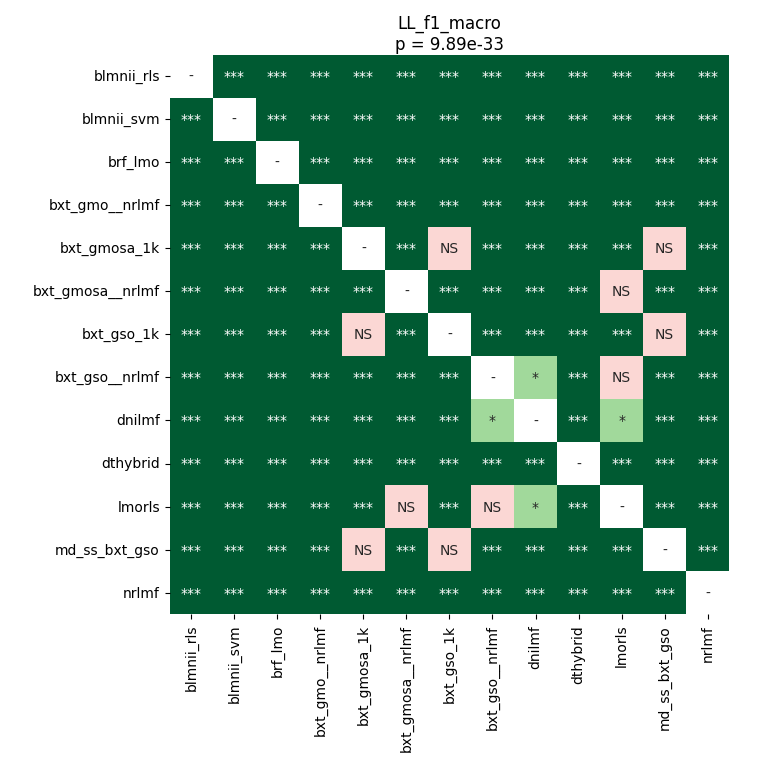 LL_f1_macro
p = 9.89e-33
blmnii_rls - *** *** *** *** *** *** *** *** *** *** *** ***
blmnii_svm *** - *** *** *** *** *** *** *** *** *** *** ***
brf_lmo *** *** - *** *** *** *** *** *** *** *** *** ***
bxt_gmo__nrlmf *** *** *** - *** *** *** *** *** *** *** *** ***
bxt_gmosa_1k *** *** *** *** - *** NS *** *** *** *** NS ***
bxt_gmosa__nrlmf *** *** *** *** *** - *** *** *** *** NS *** ***
bxt_gso_1k *** *** *** *** NS *** - *** *** *** *** NS ***
bxt_gso__nrlmf *** *** *** *** *** *** *** - * *** NS *** ***
dnilmf *** *** *** *** *** *** *** * - *** * *** ***
dthybrid *** *** *** *** *** *** *** *** *** - *** *** ***
lmorls *** *** *** *** *** NS *** NS * *** - *** ***
md_ss_bxt_gso *** *** *** *** NS *** NS *** *** *** *** - ***
nrlmf *** *** *** *** *** *** *** *** *** *** *** *** -
blmnii_rls
blmnii_svm
brf_lmo
bxt_gmo__nrlmf
bxt_gmosa_1k
bxt_gmosa__nrlmf
bxt_gso_1k
bxt_gso__nrlmf
dnilmf
dthybrid
lmorls
md_ss_bxt_gso
nrlmf